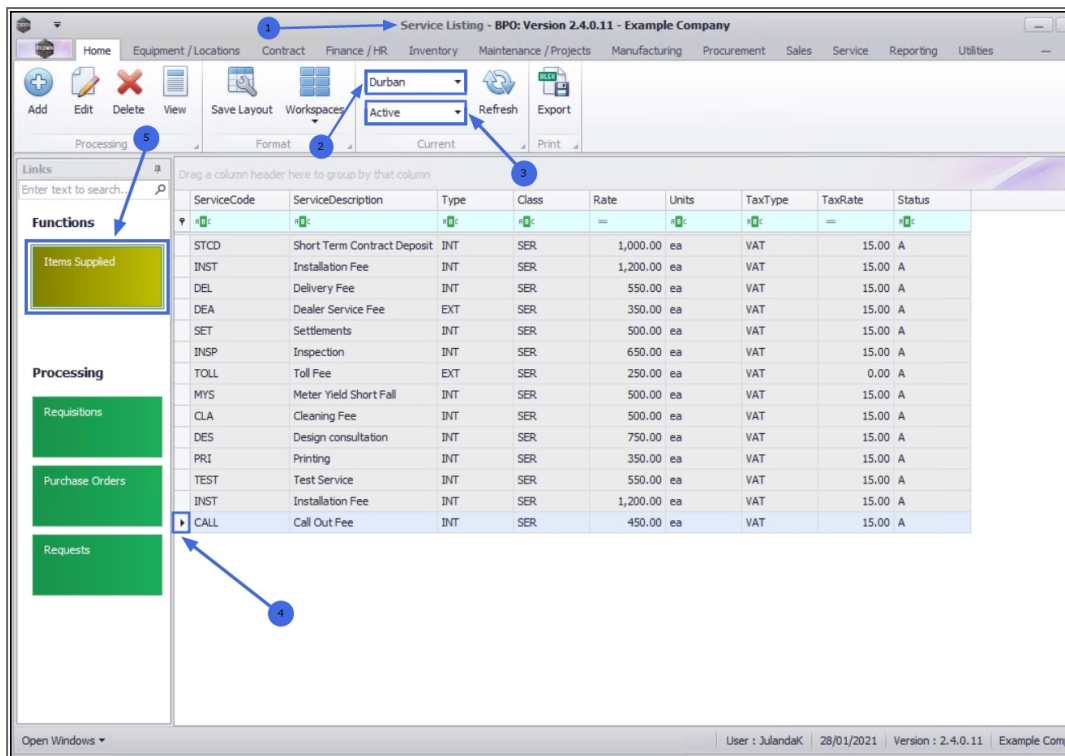 1
Service Listing - BPO: Version 2.4.0.11 - Example Company
Home Equipment / Locations Contract Finance / HR Inventory Maintenance / Projects Manufacturing Procurement Sales Service Reporting Utilities
Add Edit Delete View Save Layout Workspaces Durban Active Refresh Export
Processing Format Current Print
5
2
3
Links
Enter text to search...
Drag a column header here to group by that column
Functions
Items Supplied
Processing
Requisitions
Purchase Orders
Requests
ServiceCode ServiceDescription Type Class Rate Units TaxType TaxRate Status
STCD Short Term Contract Deposit INT SER 1,000.00 ea VAT 15.00 A
INST Installation Fee INT SER 1,200.00 ea VAT 15.00 A
DEL Delivery Fee INT SER 550.00 ea VAT 15.00 A
DEA Dealer Service Fee EXT SER 350.00 ea VAT 15.00 A
SET Settlements INT SER 500.00 ea VAT 15.00 A
INSP Inspection INT SER 650.00 ea VAT 15.00 A
TOLL Toll Fee EXT SER 250.00 ea VAT 0.00 A
MYS Meter Yield Short Fall INT SER 500.00 ea VAT 15.00 A
CLA Cleaning Fee INT SER 500.00 ea VAT 15.00 A
DES Design consultation INT SER 750.00 ea VAT 15.00 A
PRI Printing INT SER 350.00 ea VAT 15.00 A
TEST Test Service INT SER 550.00 ea VAT 15.00 A
INST Installation Fee INT SER 1,200.00 ea VAT 15.00 A
CALL Call Out Fee INT SER 450.00 ea VAT 15.00 A
4
Open Windows User : JulandaK 28/01/2021 Version : 2.4.0.11 Example Com